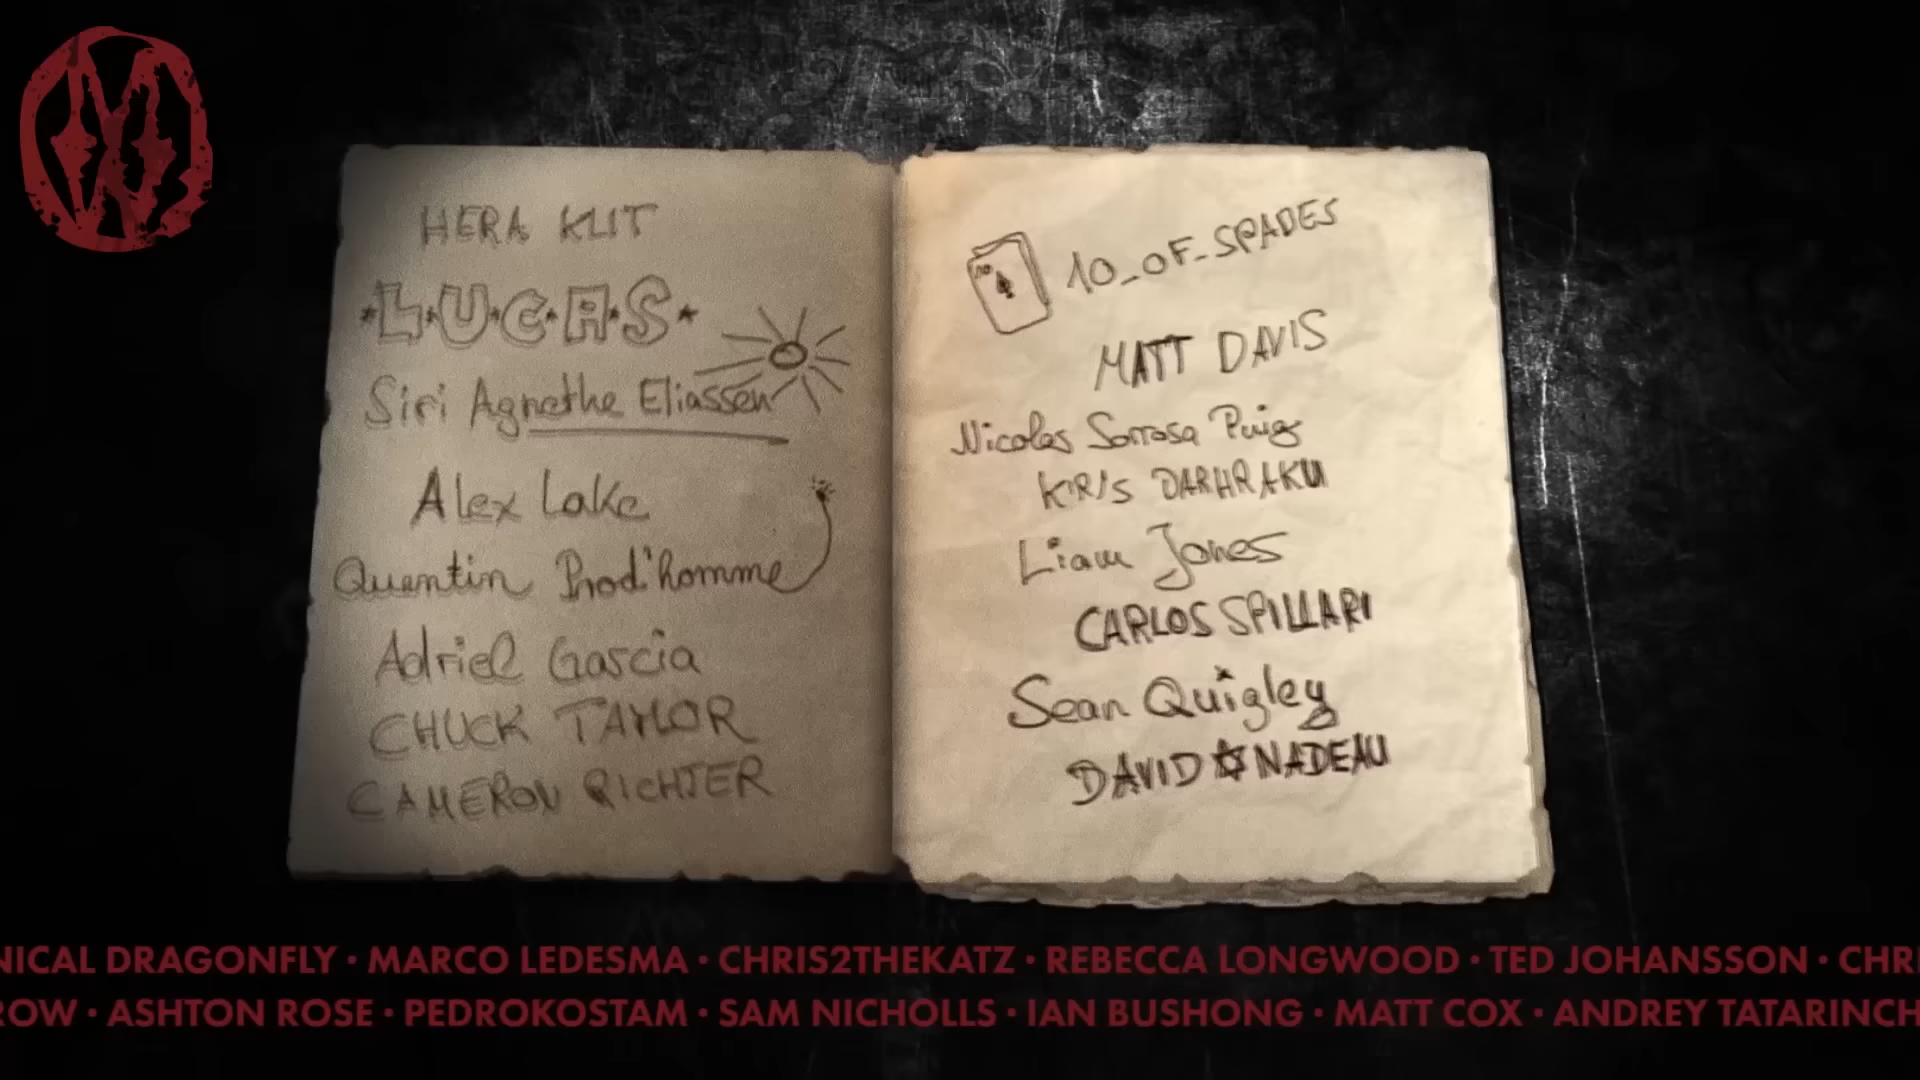 HERA KLIT
L·U·C·A·S
Siri Agnethe Eliassen
Alex Lake
Quentin Prod'homme
Adriel Garcia
CHUCK TAYLOR
CAMERON RICHTER
10_OF_SPADES
MATT DAVIS
Nicolas Sorrosa Puig
KRIS DARHRAKU
Liam Jones
CARLOS SPILLARI
Sean Quigley
DAVID ✡ NADEAU
NICAL DRAGONFLY · MARCO LEDESMA · CHRIS2THEKATZ · REBECCA LONGWOOD · TED JOHANSSON · CHRI
ROW · ASHTON ROSE · PEDROKOSTAM · SAM NICHOLLS · IAN BUSHONG · MATT COX · ANDREY TATARINCH